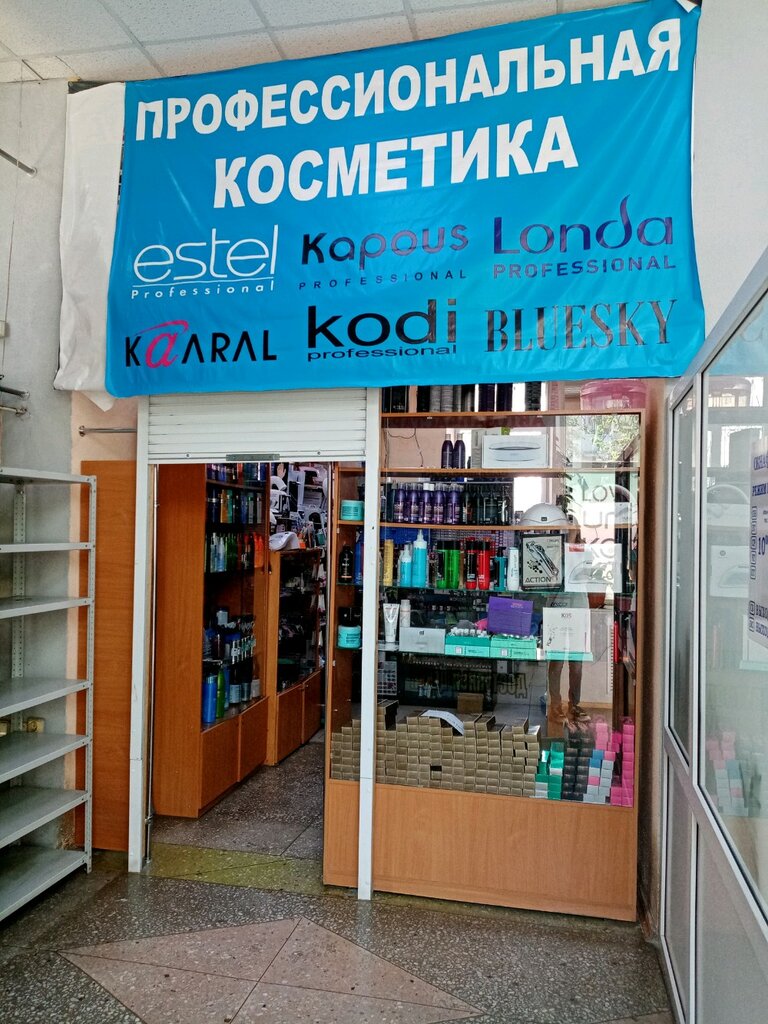 ПРОФЕССИОНАЛЬНАЯ
КОСМЕТИКА
estel
Professional
Kapous
PROFESSIONAL
Londa
PROFESSIONAL
KaARAL
kodi
professional
BLUESKY
ACTION